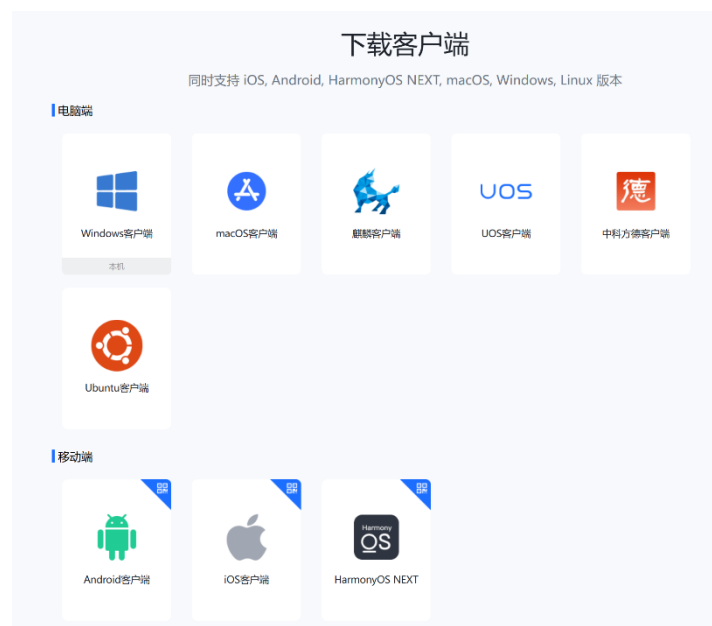 下载客户端
同时支持 iOS, Android, HarmonyOS NEXT, macOS, Windows, Linux 版本
电脑端
Windows客户端
macOS客户端
麒麟客户端
UOS
UOS客户端
德
中科方德客户端
本机
Ubuntu客户端
移动端
Android客户端
iOS客户端
Harmony
OS
HarmonyOS NEXT